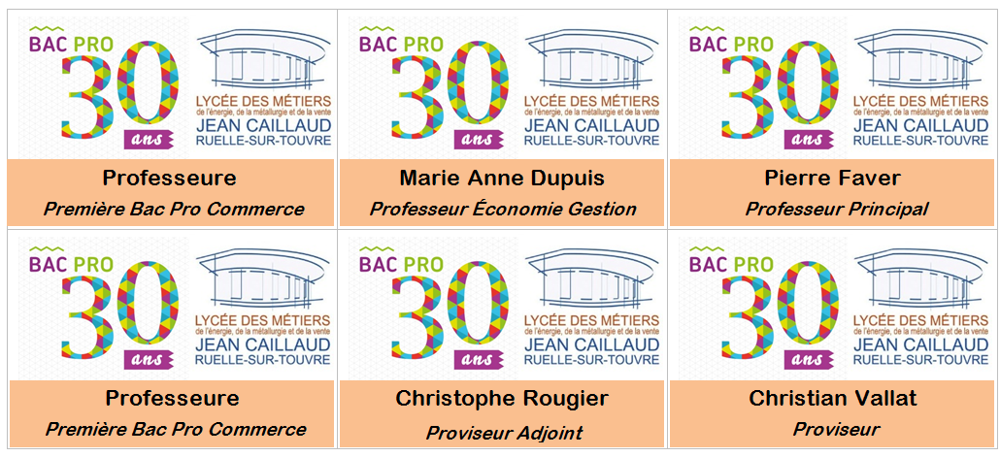 BAC PRO
30
ans
LYCÉE DES MÉTIERS
de l'énergie, de la métallurgie et de la vente
JEAN CAILLAUD
RUELLE-SUR-TOUVRE
Professeure
Première Bac Pro Commerce
BAC PRO
30
ans
LYCÉE DES MÉTIERS
de l'énergie, de la métallurgie et de la vente
JEAN CAILLAUD
RUELLE-SUR-TOUVRE
Marie Anne Dupuis
Professeur Économie Gestion
BAC PRO
30
ans
LYCÉE DES MÉTIERS
de l'énergie, de la métallurgie et de la vente
JEAN CAILLAUD
RUELLE-SUR-TOUVRE
Pierre Faver
Professeur Principal
BAC PRO
30
ans
LYCÉE DES MÉTIERS
de l'énergie, de la métallurgie et de la vente
JEAN CAILLAUD
RUELLE-SUR-TOUVRE
Professeure
Première Bac Pro Commerce
BAC PRO
30
ans
LYCÉE DES MÉTIERS
de l'énergie, de la métallurgie et de la vente
JEAN CAILLAUD
RUELLE-SUR-TOUVRE
Christophe Rougier
Proviseur Adjoint
BAC PRO
30
ans
LYCÉE DES MÉTIERS
de l'énergie, de la métallurgie et de la vente
JEAN CAILLAUD
RUELLE-SUR-TOUVRE
Christian Vallat
Proviseur